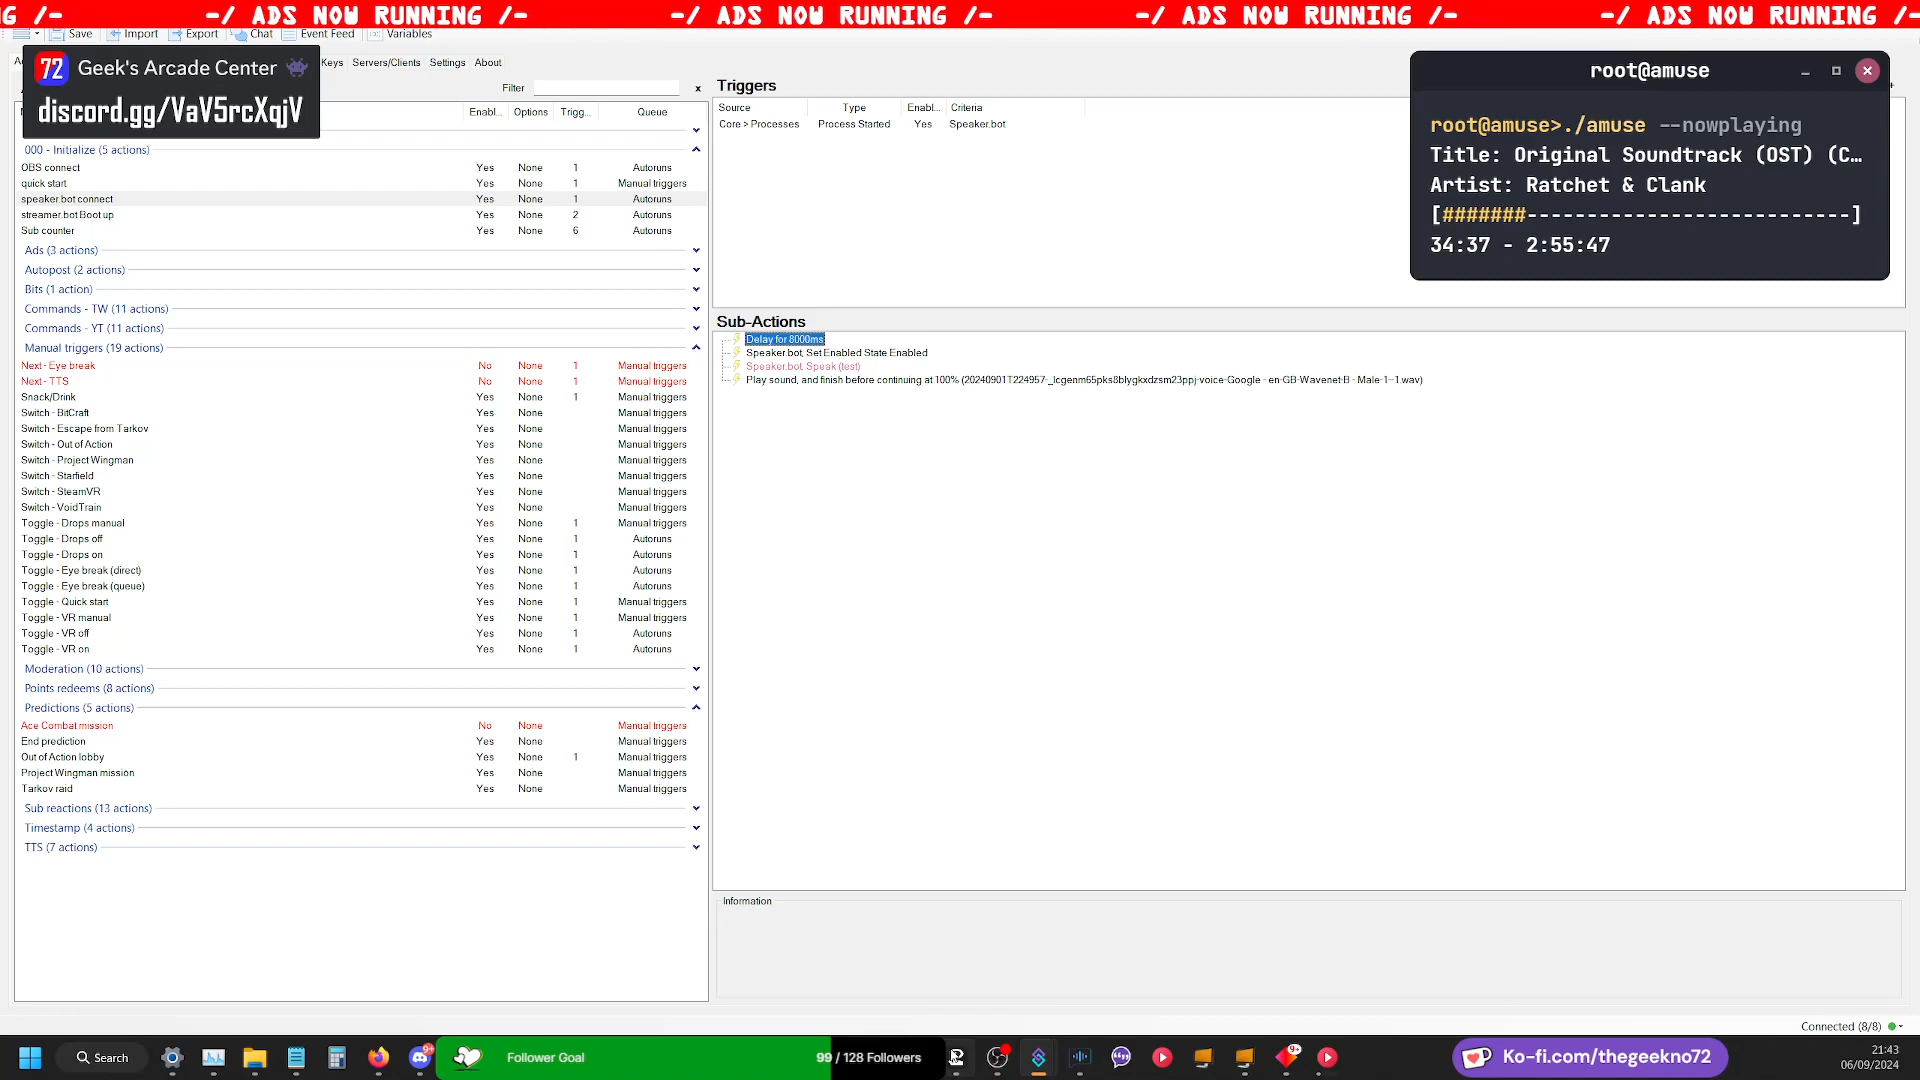 G /-
-/ ADS NOW RUNNING /-
-/ ADS NOW RUNNING /-
-/ ADS NOW RUNNING /-
-/ ADS NOW RUNNING /-
Save
Import
Export
Chat
Event Feed
Variables
Keys
Servers/Clients
Settings
About
72 Geek's Arcade Center
discord.gg/VaV5rcXqjV
Filter
x
Enabl... Options Trigg... Queue
000 - Initialize (5 actions)
OBS connect Yes None 1 Autoruns
quick start Yes None 1 Manual triggers
speaker.bot connect Yes None 1 Autoruns
streamer.bot Boot up Yes None 2 Autoruns
Sub counter Yes None 6 Autoruns
Ads (3 actions)
Autopost (2 actions)
Bits (1 action)
Commands - TW (11 actions)
Commands - YT (11 actions)
Manual triggers (19 actions)
Next - Eye break No None 1 Manual triggers
Next - TTS No None 1 Manual triggers
Snack/Drink Yes None 1 Manual triggers
Switch - BitCraft Yes None Manual triggers
Switch - Escape from Tarkov Yes None Manual triggers
Switch - Out of Action Yes None Manual triggers
Switch - Project Wingman Yes None Manual triggers
Switch - Starfield Yes None Manual triggers
Switch - SteamVR Yes None Manual triggers
Switch - VoidTrain Yes None Manual triggers
Toggle - Drops manual Yes None 1 Manual triggers
Toggle - Drops off Yes None 1 Autoruns
Toggle - Drops on Yes None 1 Autoruns
Toggle - Eye break (direct) Yes None 1 Autoruns
Toggle - Eye break (queue) Yes None 1 Autoruns
Toggle - Quick start Yes None 1 Manual triggers
Toggle - VR manual Yes None 1 Manual triggers
Toggle - VR off Yes None 1 Autoruns
Toggle - VR on Yes None 1 Autoruns
Moderation (10 actions)
Points redeems (8 actions)
Predictions (5 actions)
Ace Combat mission No None Manual triggers
End prediction Yes None Manual triggers
Out of Action lobby Yes None 1 Manual triggers
Project Wingman mission Yes None Manual triggers
Tarkov raid Yes None Manual triggers
Sub reactions (13 actions)
Timestamp (4 actions)
TTS (7 actions)
Triggers
Source Type Enabl... Criteria
Core > Processes Process Started Yes Speaker.bot
root@amuse
root@amuse>./amuse --nowplaying
Title: Original Soundtrack (OST) (C…
Artist: Ratchet & Clank
[#######---------------------------]
34:37 - 2:55:47
Sub-Actions
Delay for 8000ms
Speaker.bot, Set Enabled State Enabled
Speaker.bot, Speak (test)
Play sound, and finish before continuing at 100% (20240901T224957-_lcgenm65pks8blygkxdzsm23ppj-voice-Google - en-GB-Wavenet-B - Male-1--1.wav)
Information
Connected (8/8)
Search
9+
Follower Goal
99 / 128 Followers
9+
Ko-fi.com/thegeekno72
21:43
06/09/2024